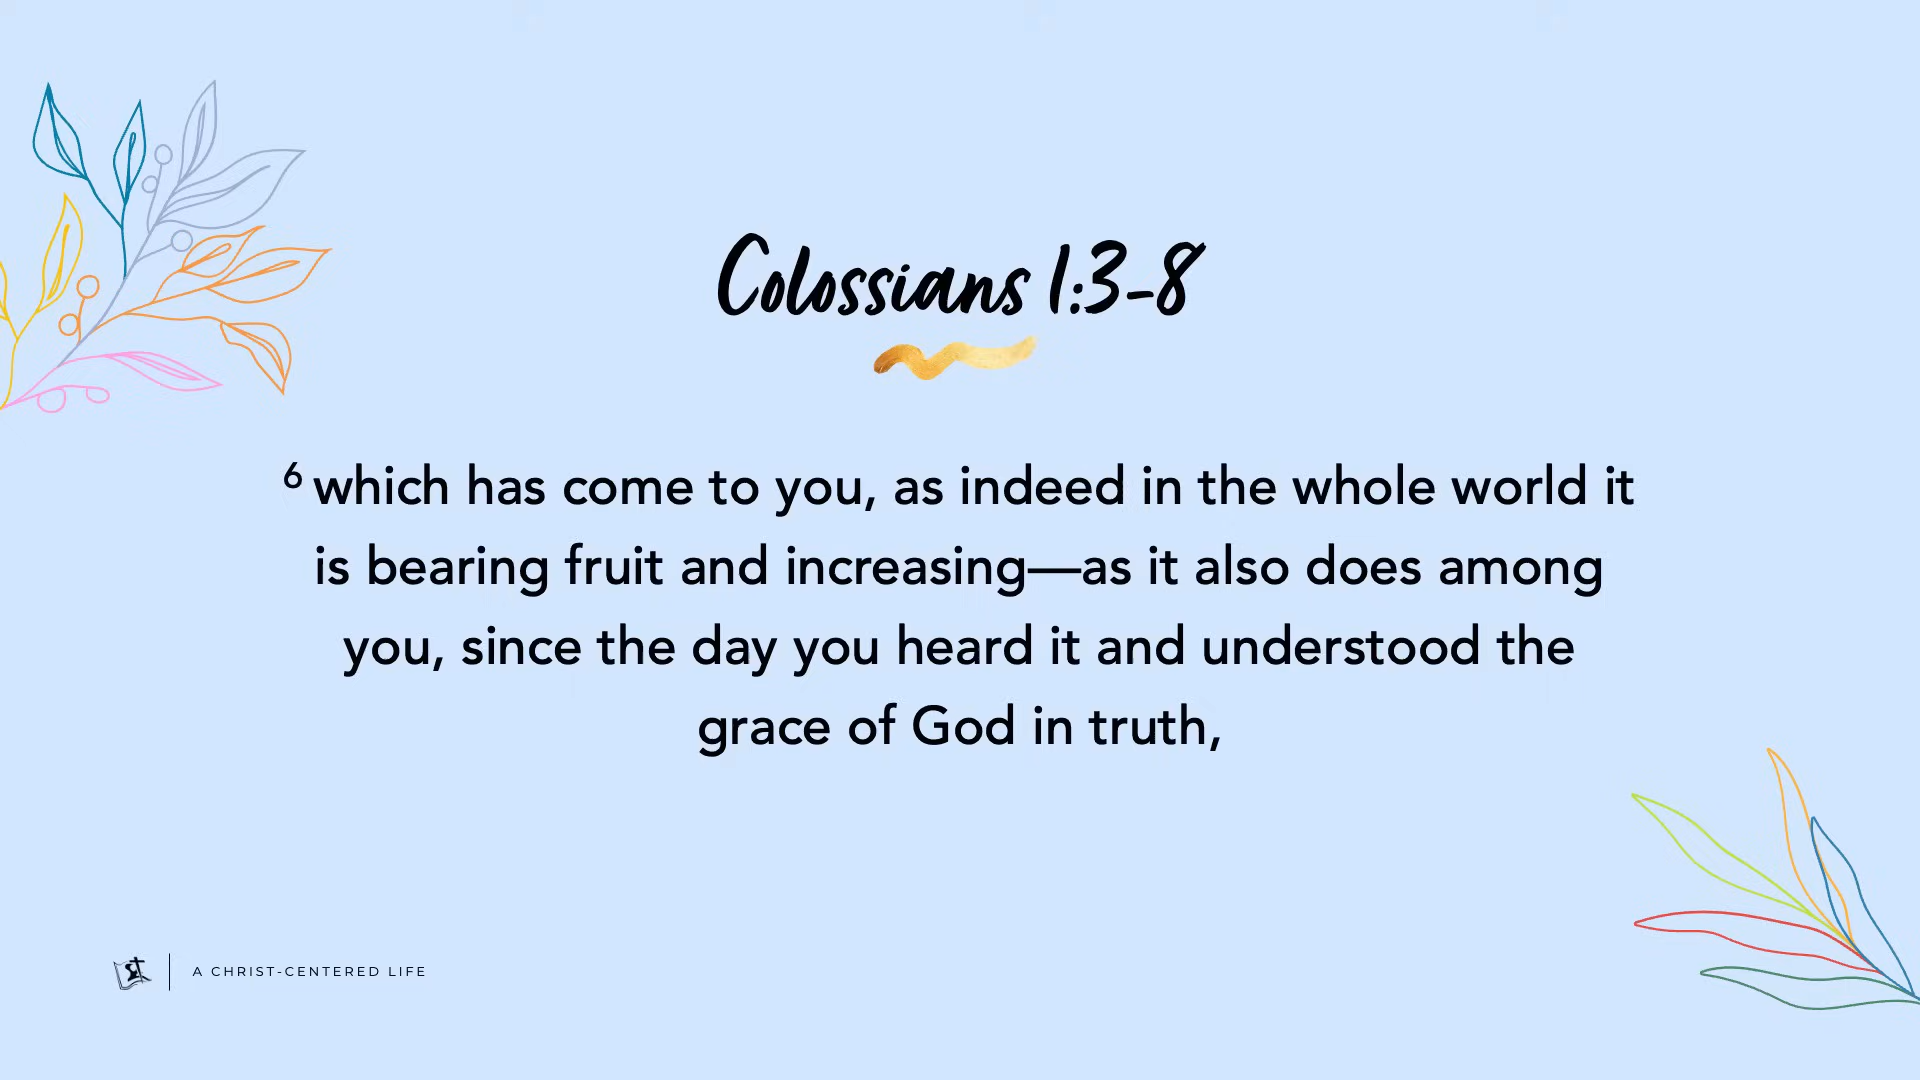 Colossians 1:3-8
6 which has come to you, as indeed in the whole world it
is bearing fruit and increasing—as it also does among
you, since the day you heard it and understood the
grace of God in truth,
A CHRIST-CENTERED LIFE